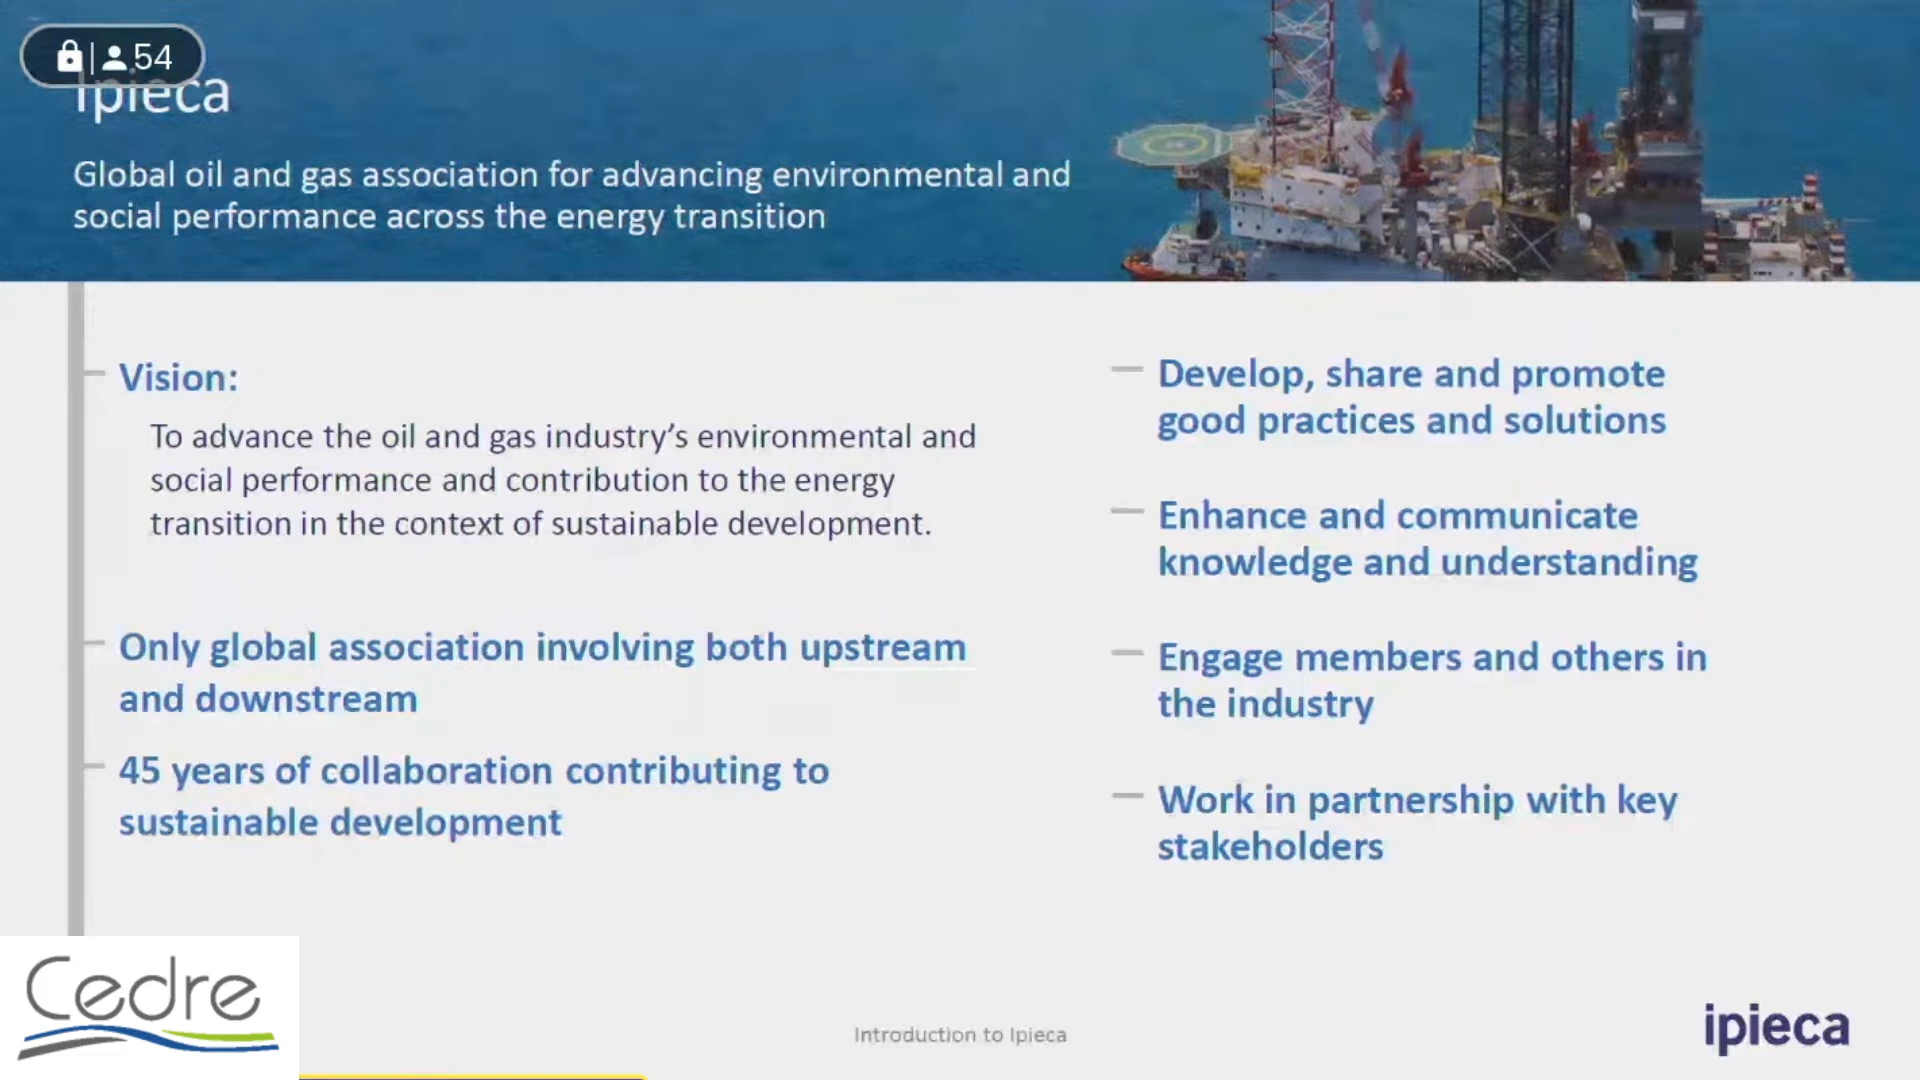 54
Ipieca
Global oil and gas association for advancing environmental and
social performance across the energy transition
Vision:
To advance the oil and gas industry’s environmental and
social performance and contribution to the energy
transition in the context of sustainable development.
Only global association involving both upstream
and downstream
45 years of collaboration contributing to
sustainable development
Develop, share and promote
good practices and solutions
Enhance and communicate
knowledge and understanding
Engage members and others in
the industry
Work in partnership with key
stakeholders
Cedre
Introduction to Ipieca
ipieca